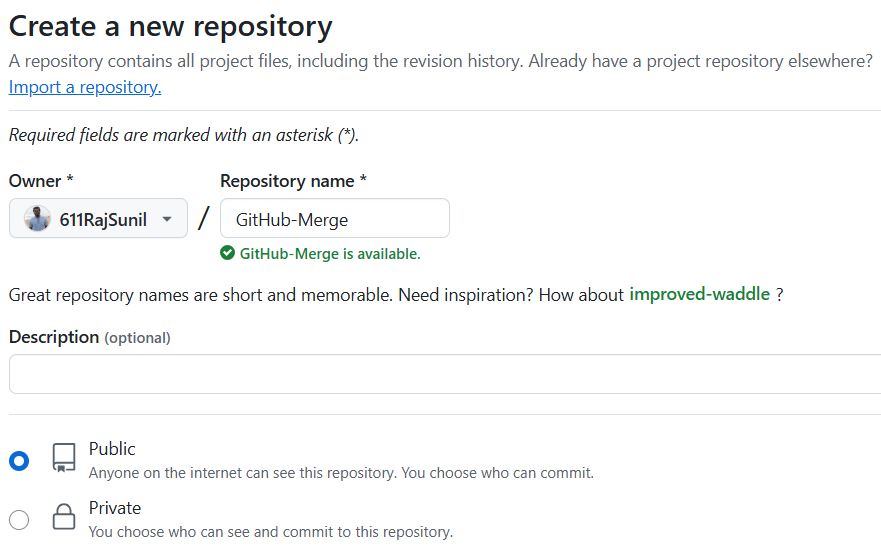 Create a new repository
A repository contains all project files, including the revision history. Already have a project repository elsewhere?
Import a repository.
Required fields are marked with an asterisk (*).
Owner * Repository name *
611RajSunil / GitHub-Merge
GitHub-Merge is available.
Great repository names are short and memorable. Need inspiration? How about improved-waddle ?
Description (optional)
Public
Anyone on the internet can see this repository. You choose who can commit.
Private
You choose who can see and commit to this repository.